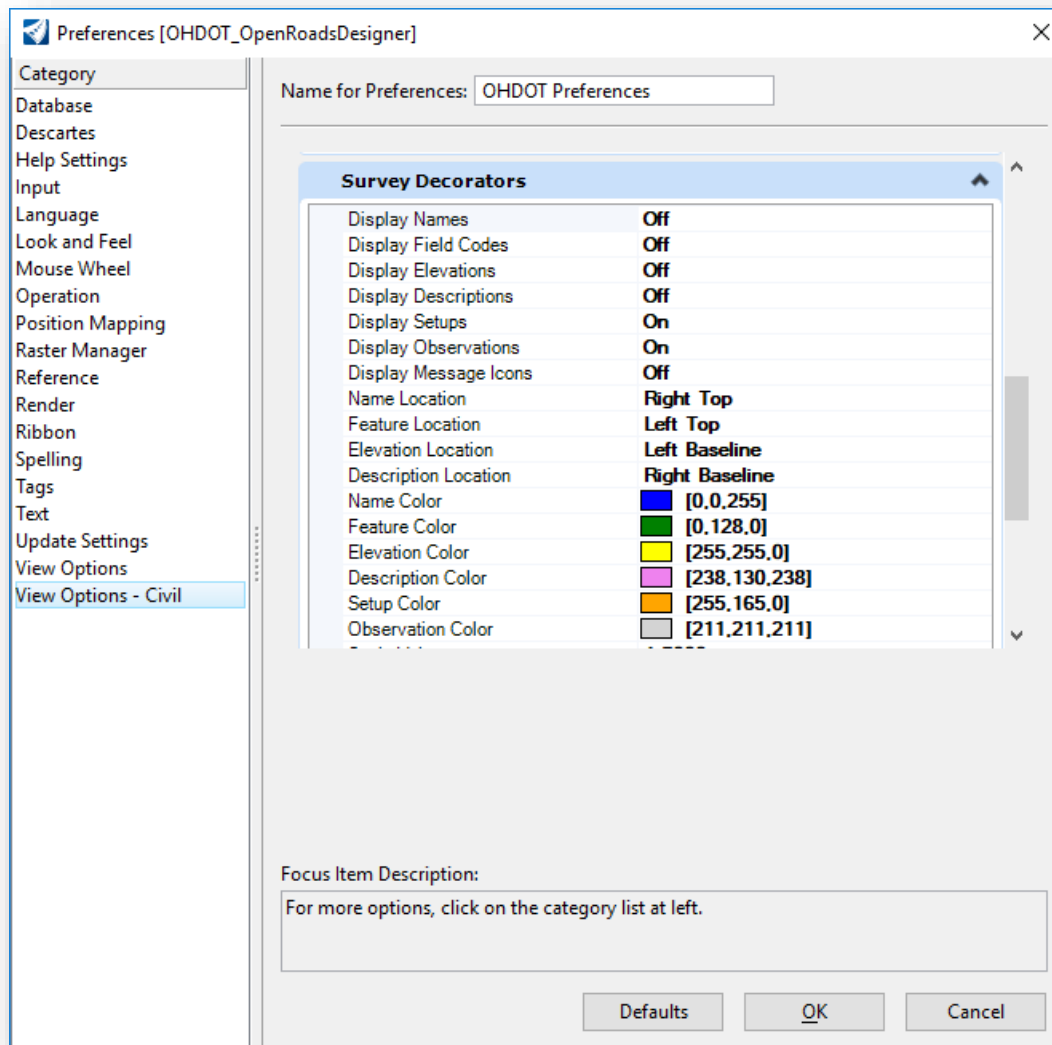 Preferences [OHDOT_OpenRoadsDesigner]
Category
Database
Descartes
Help Settings
Input
Language
Look and Feel
Mouse Wheel
Operation
Position Mapping
Raster Manager
Reference
Render
Ribbon
Spelling
Tags
Text
Update Settings
View Options
View Options - Civil
Name for Preferences: OHDOT Preferences
Survey Decorators
Display Names Off
Display Field Codes Off
Display Elevations Off
Display Descriptions Off
Display Setups On
Display Observations On
Display Message Icons Off
Name Location Right Top
Feature Location Left Top
Elevation Location Left Baseline
Description Location Right Baseline
Name Color [0,0,255]
Feature Color [0,128,0]
Elevation Color [255,255,0]
Description Color [238,130,238]
Setup Color [255,165,0]
Observation Color [211,211,211]
Focus Item Description:
For more options, click on the category list at left.
Defaults OK Cancel